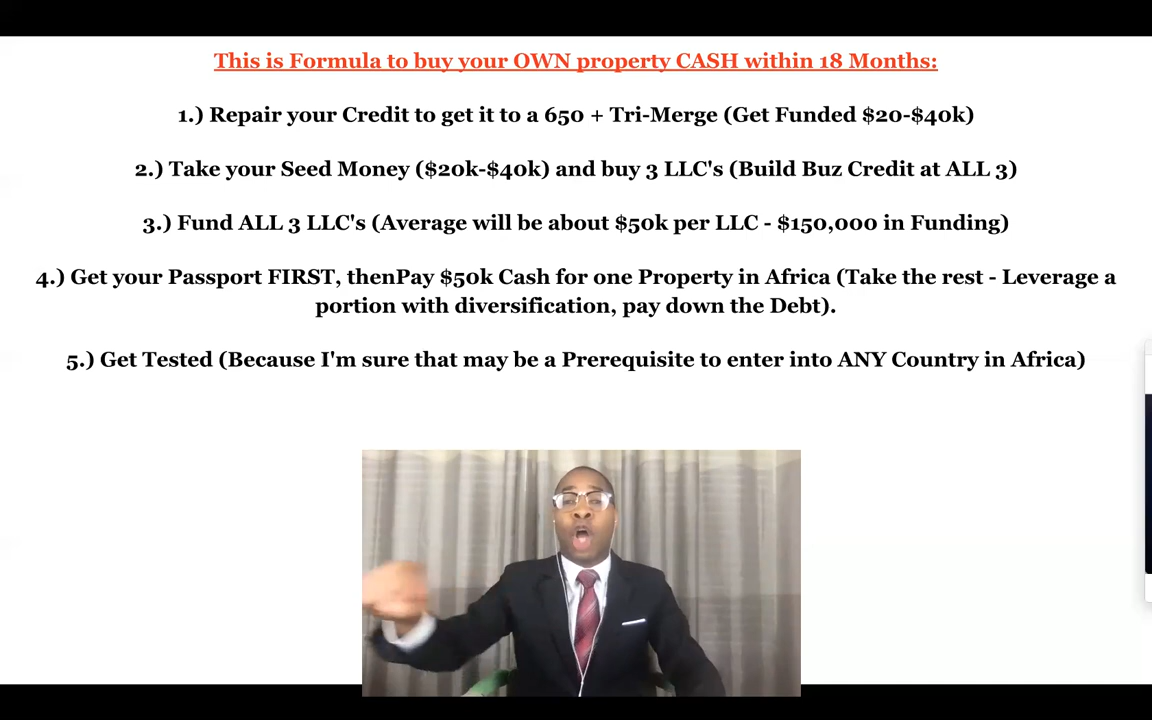 This is Formula to buy your OWN property CASH within 18 Months:
1.) Repair your Credit to get it to a 650 + Tri-Merge (Get Funded $20-$40k)
2.) Take your Seed Money ($20k-$40k) and buy 3 LLC's (Build Buz Credit at ALL 3)
3.) Fund ALL 3 LLC's (Average will be about $50k per LLC - $150,000 in Funding)
4.) Get your Passport FIRST, thenPay $50k Cash for one Property in Africa (Take the rest - Leverage a
portion with diversification, pay down the Debt).
5.) Get Tested (Because I'm sure that may be a Prerequisite to enter into ANY Country in Africa)